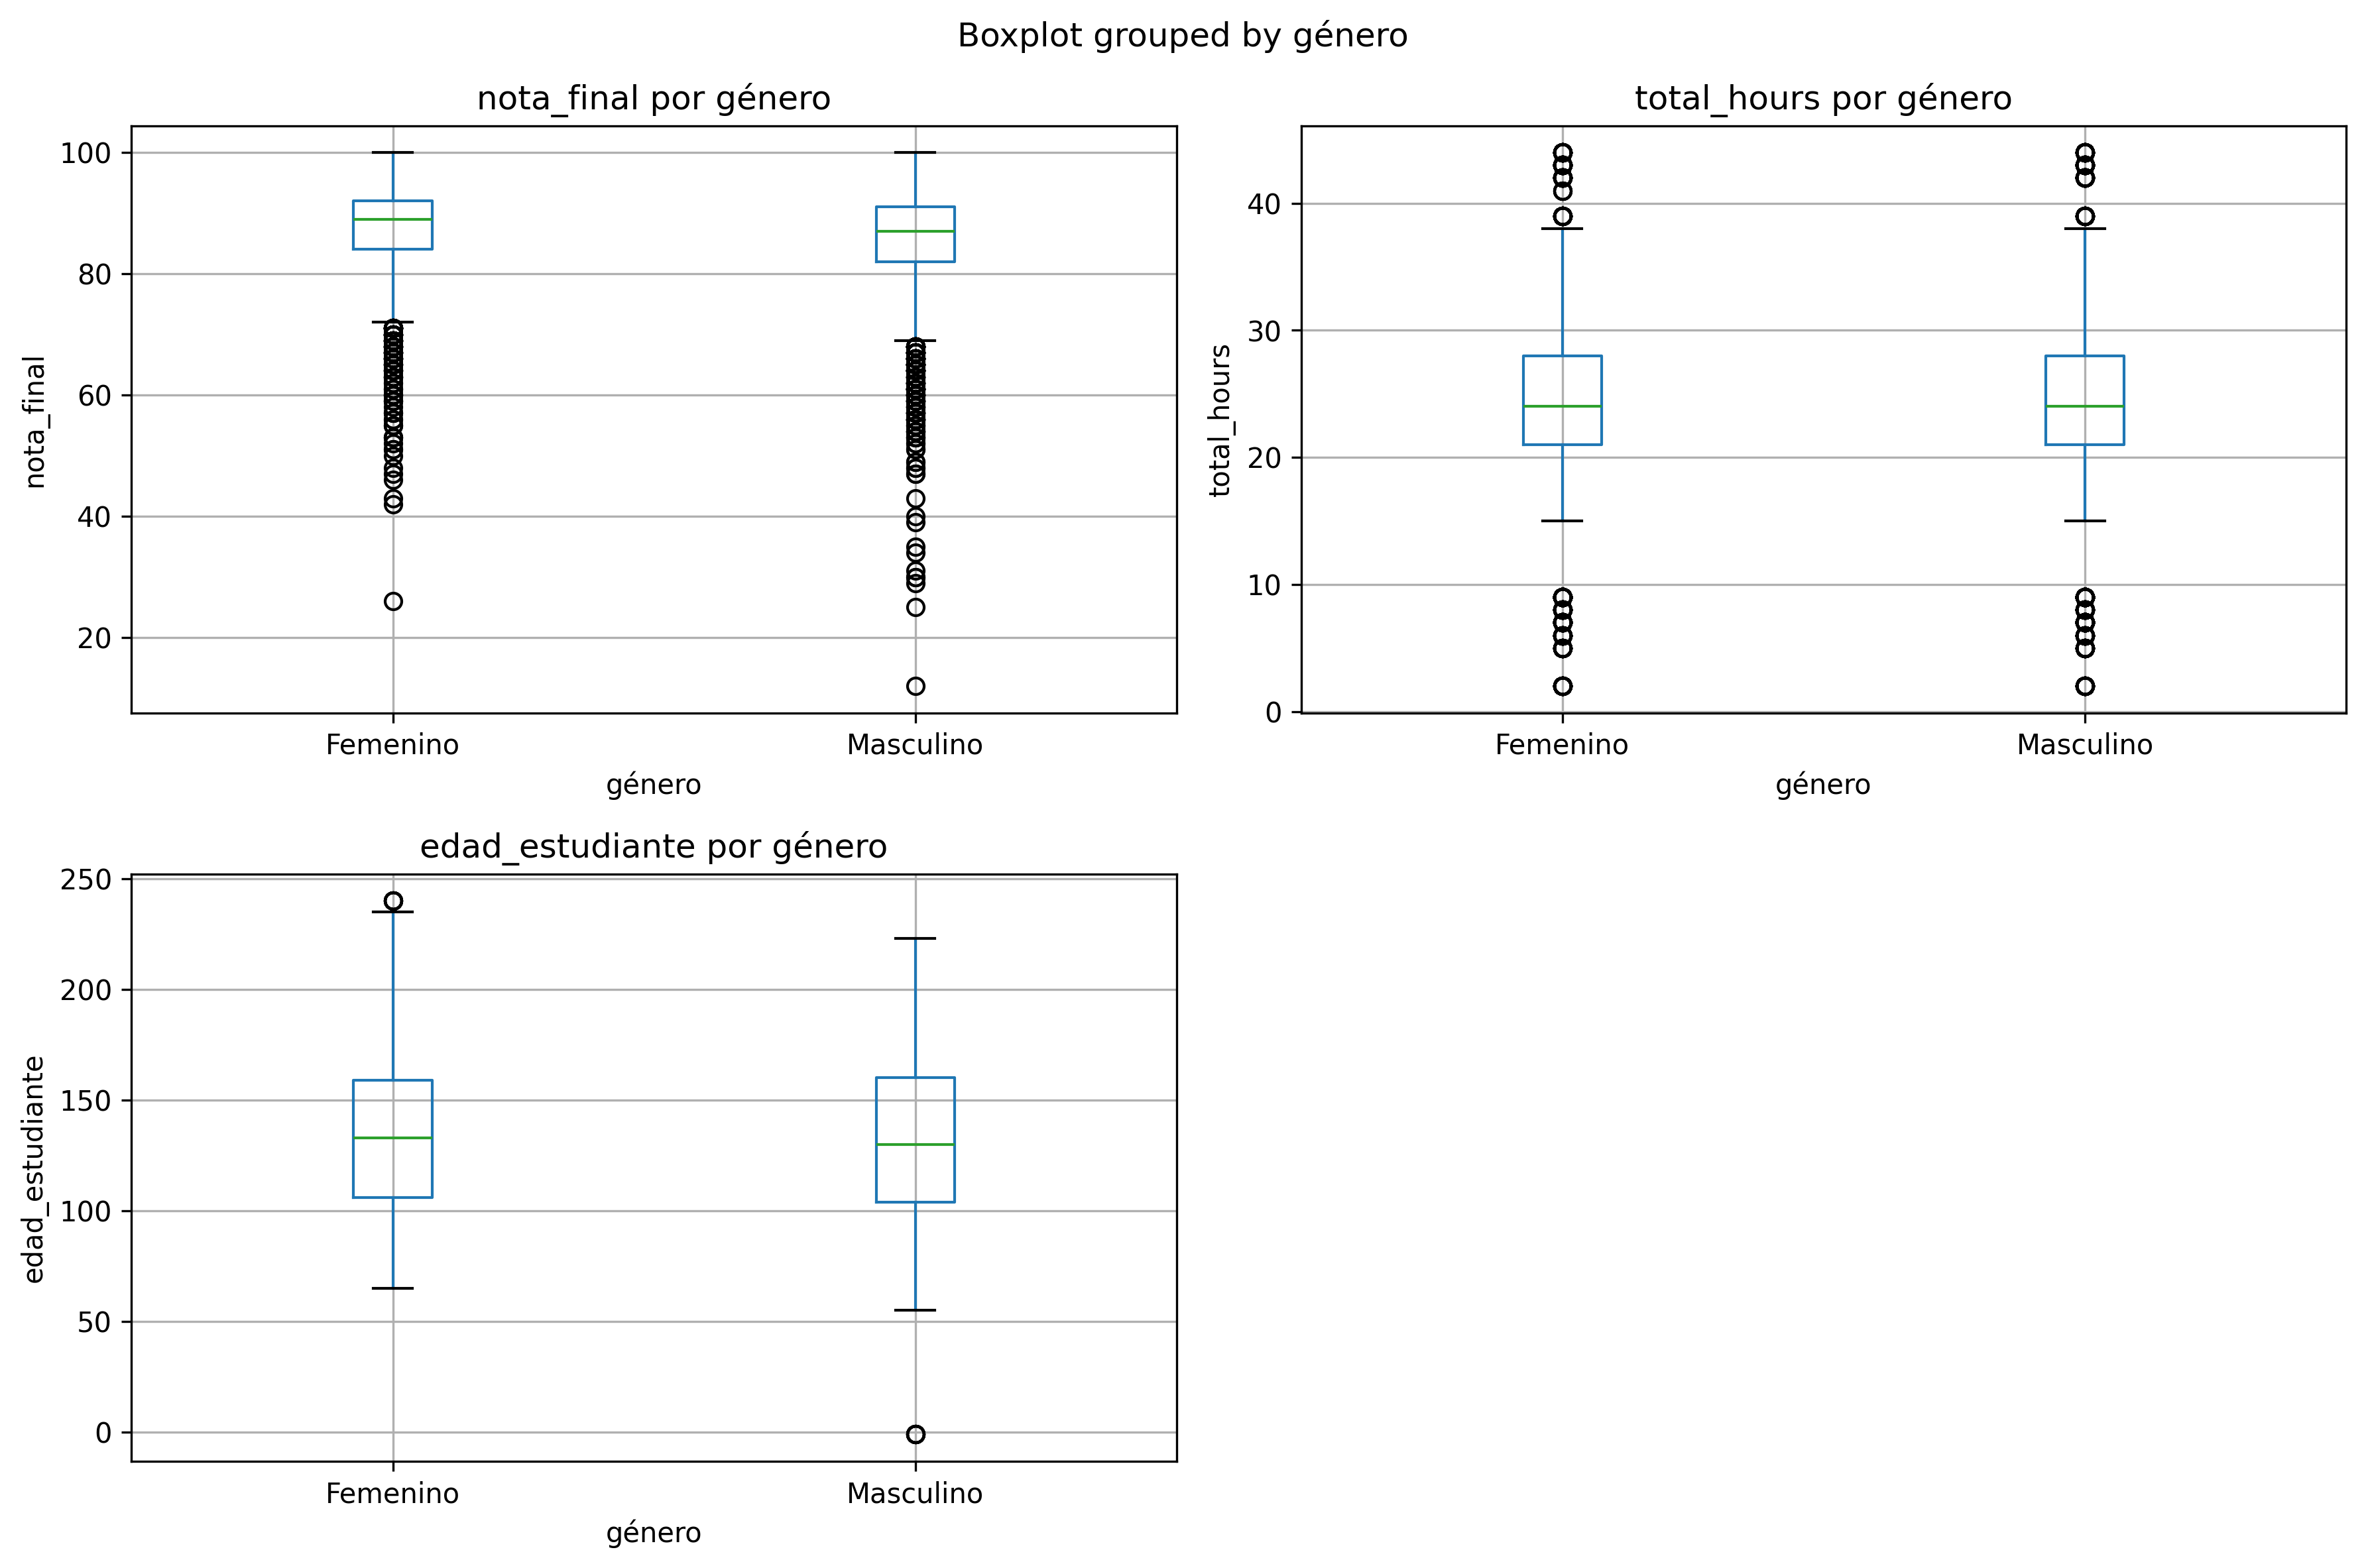 Boxplot grouped by género
nota_final por género
100
80
60
40
20
nota_final
Femenino
Masculino
género
total_hours por género
40
30
20
10
0
total_hours
Femenino
Masculino
género
edad_estudiante por género
250
200
150
100
50
0
edad_estudiante
Femenino
Masculino
género